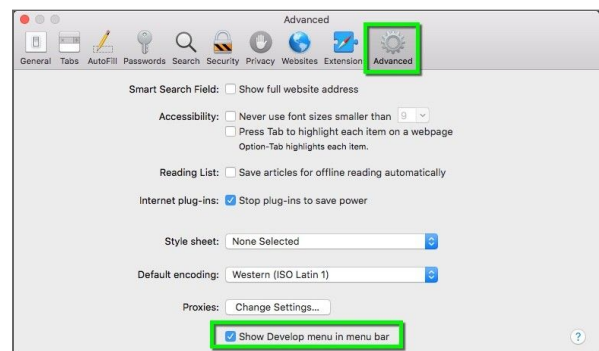 Advanced
General Tabs AutoFill Passwords Search Security Privacy Websites Extension Advanced
Smart Search Field: Show full website address
Accessibility: Never use font sizes smaller than 9
Press Tab to highlight each item on a webpage
Option-Tab highlights each item.
Reading List: Save articles for offline reading automatically
Internet plug-ins: Stop plug-ins to save power
Style sheet: None Selected
Default encoding: Western (ISO Latin 1)
Proxies: Change Settings...
Show Develop menu in menu bar
?